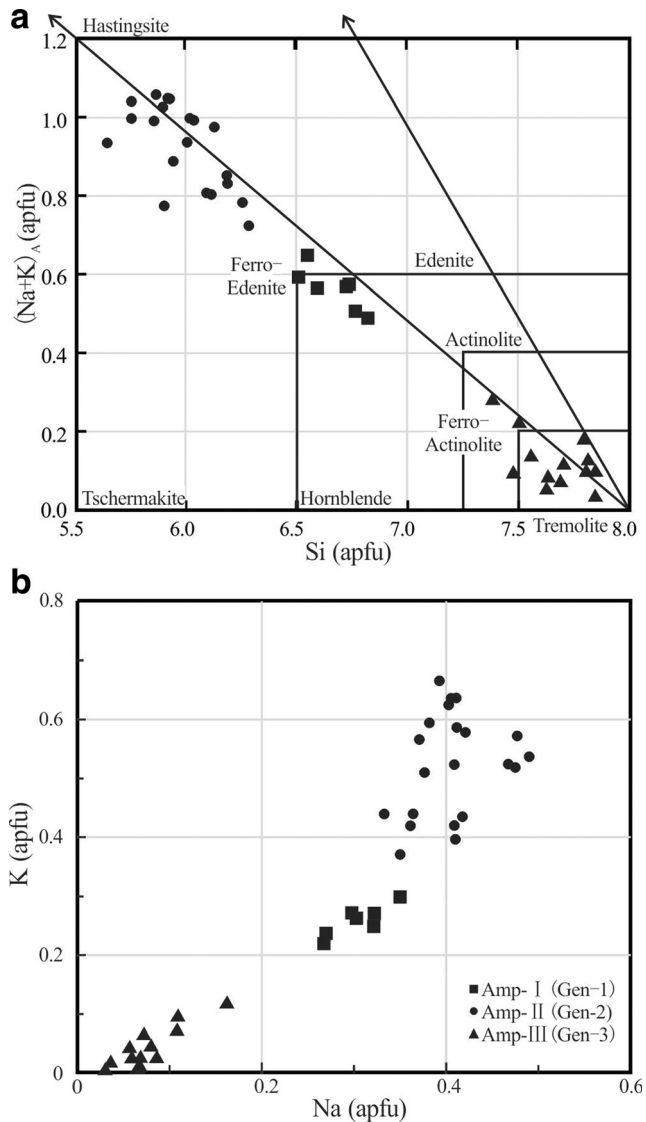 a
Hastingsite
1.2
1.0
0.8
0.6
0.4
0.2
0.0
(Na+K)A (apfu)
Ferro-
Edenite
Edenite
Actinolite
Ferro-
Actinolite
Tschermakite
Hornblende
Tremolite
5.5
6.0
6.5
7.0
7.5
8.0
Si (apfu)
b
0.8
0.6
0.4
0.2
0
K (apfu)
Amp-Ⅰ (Gen-1)
Amp-Ⅱ (Gen-2)
Amp-Ⅲ (Gen-3)
0
0.2
0.4
0.6
Na (apfu)